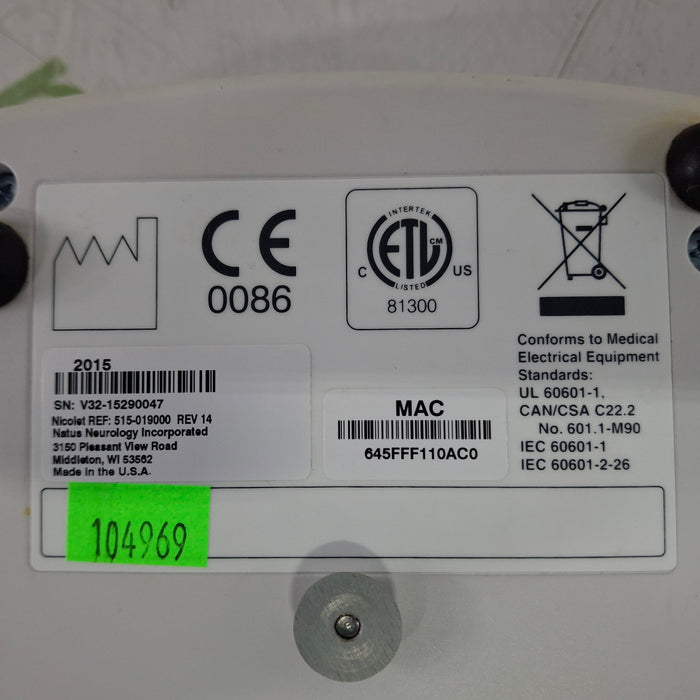 CE
0086
INTERTEK
ETL CM
LISTED
C US
81300
Conforms to Medical
Electrical Equipment
Standards:
UL 60601-1,
CAN/CSA C22.2
No. 601.1-M90
IEC 60601-1
IEC 60601-2-26
2015
SN: V32-15290047
Nicolet REF: 515-019000 REV 14
Natus Neurology Incorporated
3150 Pleasant View Road
Middleton, WI 53562
Made in the U.S.A.
MAC
645FFF110AC0
104969